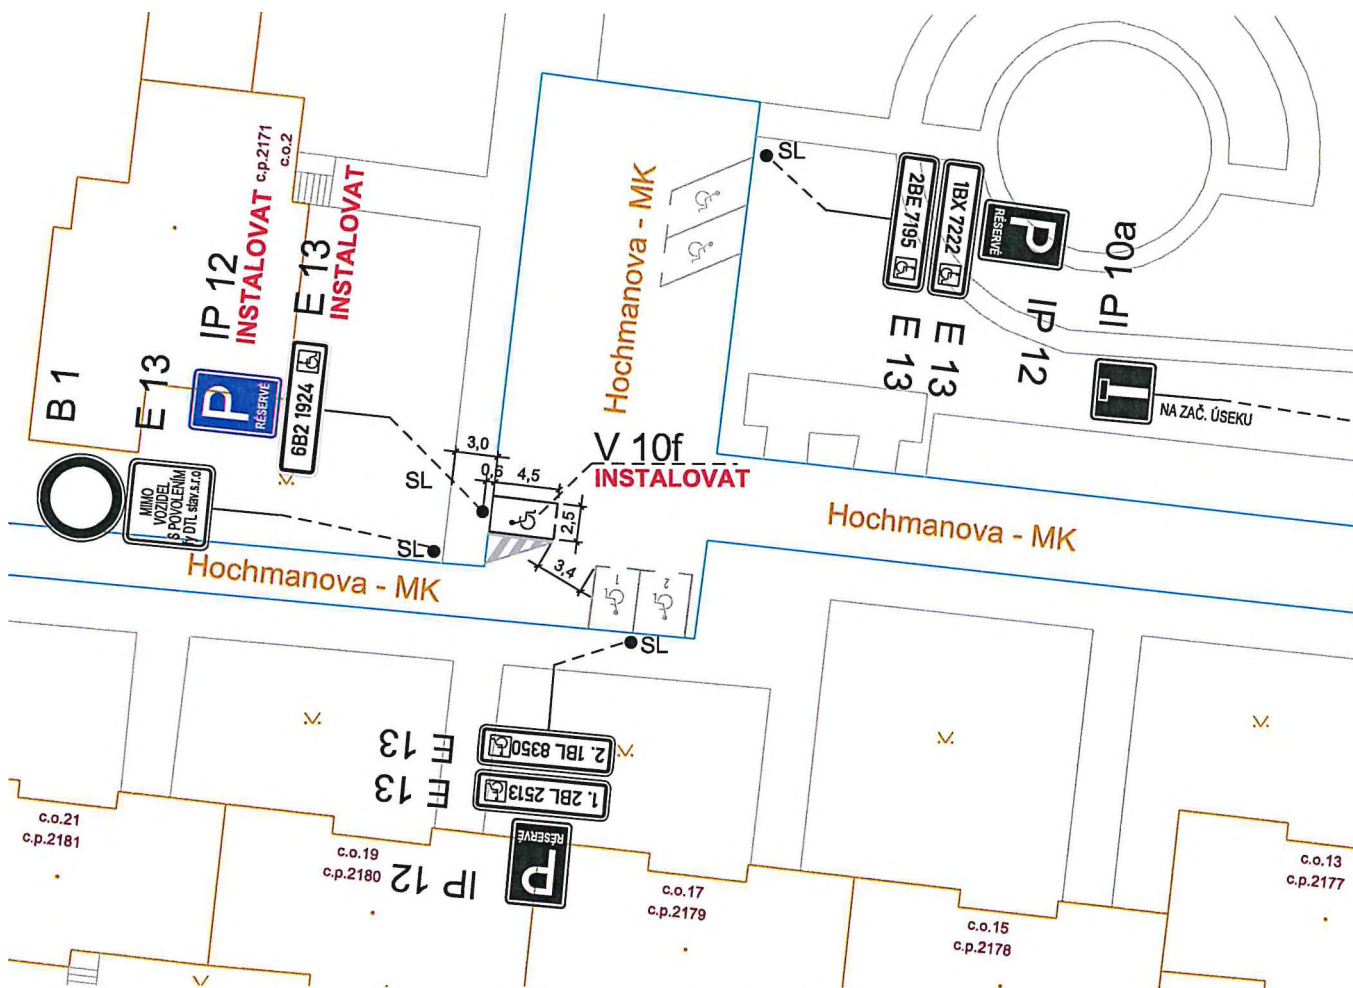 c.p.2171
c.o.2
IP 12
INSTALOVAT
E 13
INSTALOVAT
B 1
E 13
P
RÉSERVÉ
6B2 1924
MIMO
VOZIDEL
S POVOLENÍM
fy DTL stav.s.r.o
SL
SL
3,0
0,6
4,5
2,5
3,4
V 10f
INSTALOVAT
Hochmanova - MK
Hochmanova - MK
Hochmanova - MK
SL
2BE 7195
1BX 7222
P
RÉSERVÉ
E 13
E 13
IP 12
IP 10a
NA ZAČ. ÚSEKU
1
2
SL
E 13
2. 1BL 8350
E 13
1. 2BL 2513
IP 12
P
RÉSERVÉ
c.o.21
c.p.2181
c.o.19
c.p.2180
c.o.17
c.p.2179
c.o.15
c.p.2178
c.o.13
c.p.2177